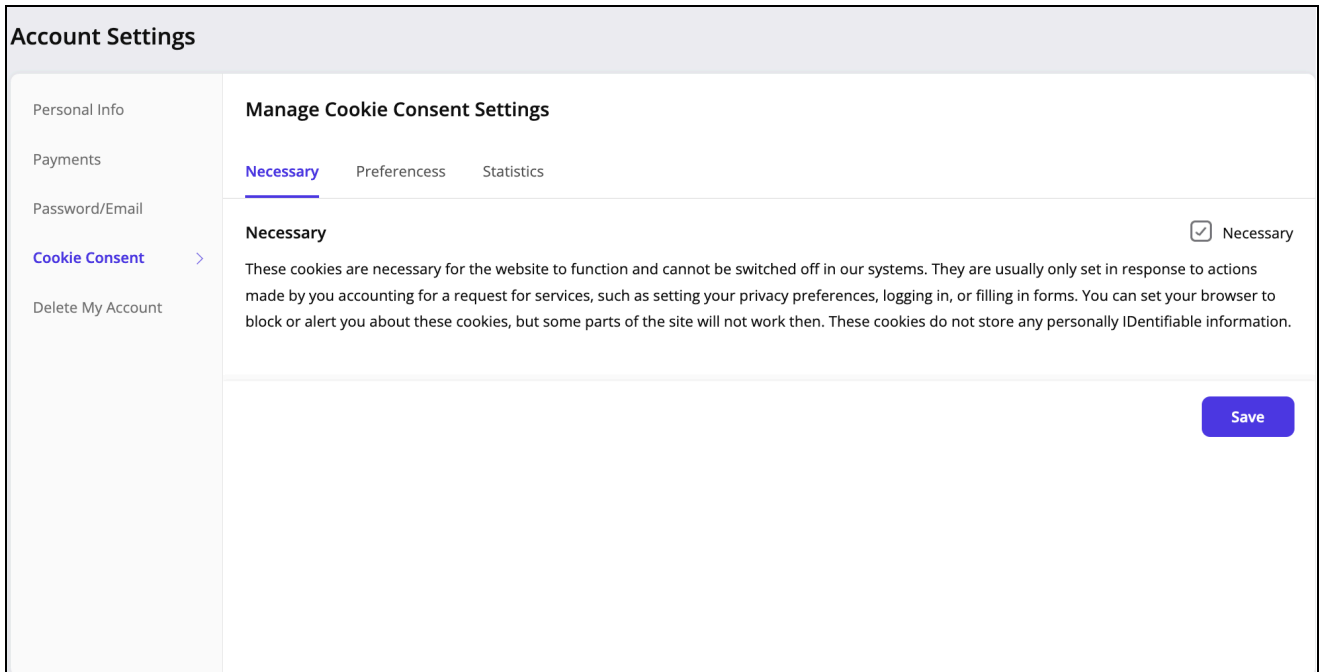 Account Settings
Personal Info
Payments
Password/Email
Cookie Consent
Delete My Account
Manage Cookie Consent Settings
Necessary
Preferencess
Statistics
Necessary
Necessary
These cookies are necessary for the website to function and cannot be switched off in our systems. They are usually only set in response to actions
made by you accounting for a request for services, such as setting your privacy preferences, logging in, or filling in forms. You can set your browser to
block or alert you about these cookies, but some parts of the site will not work then. These cookies do not store any personally IDentifiable information.
Save